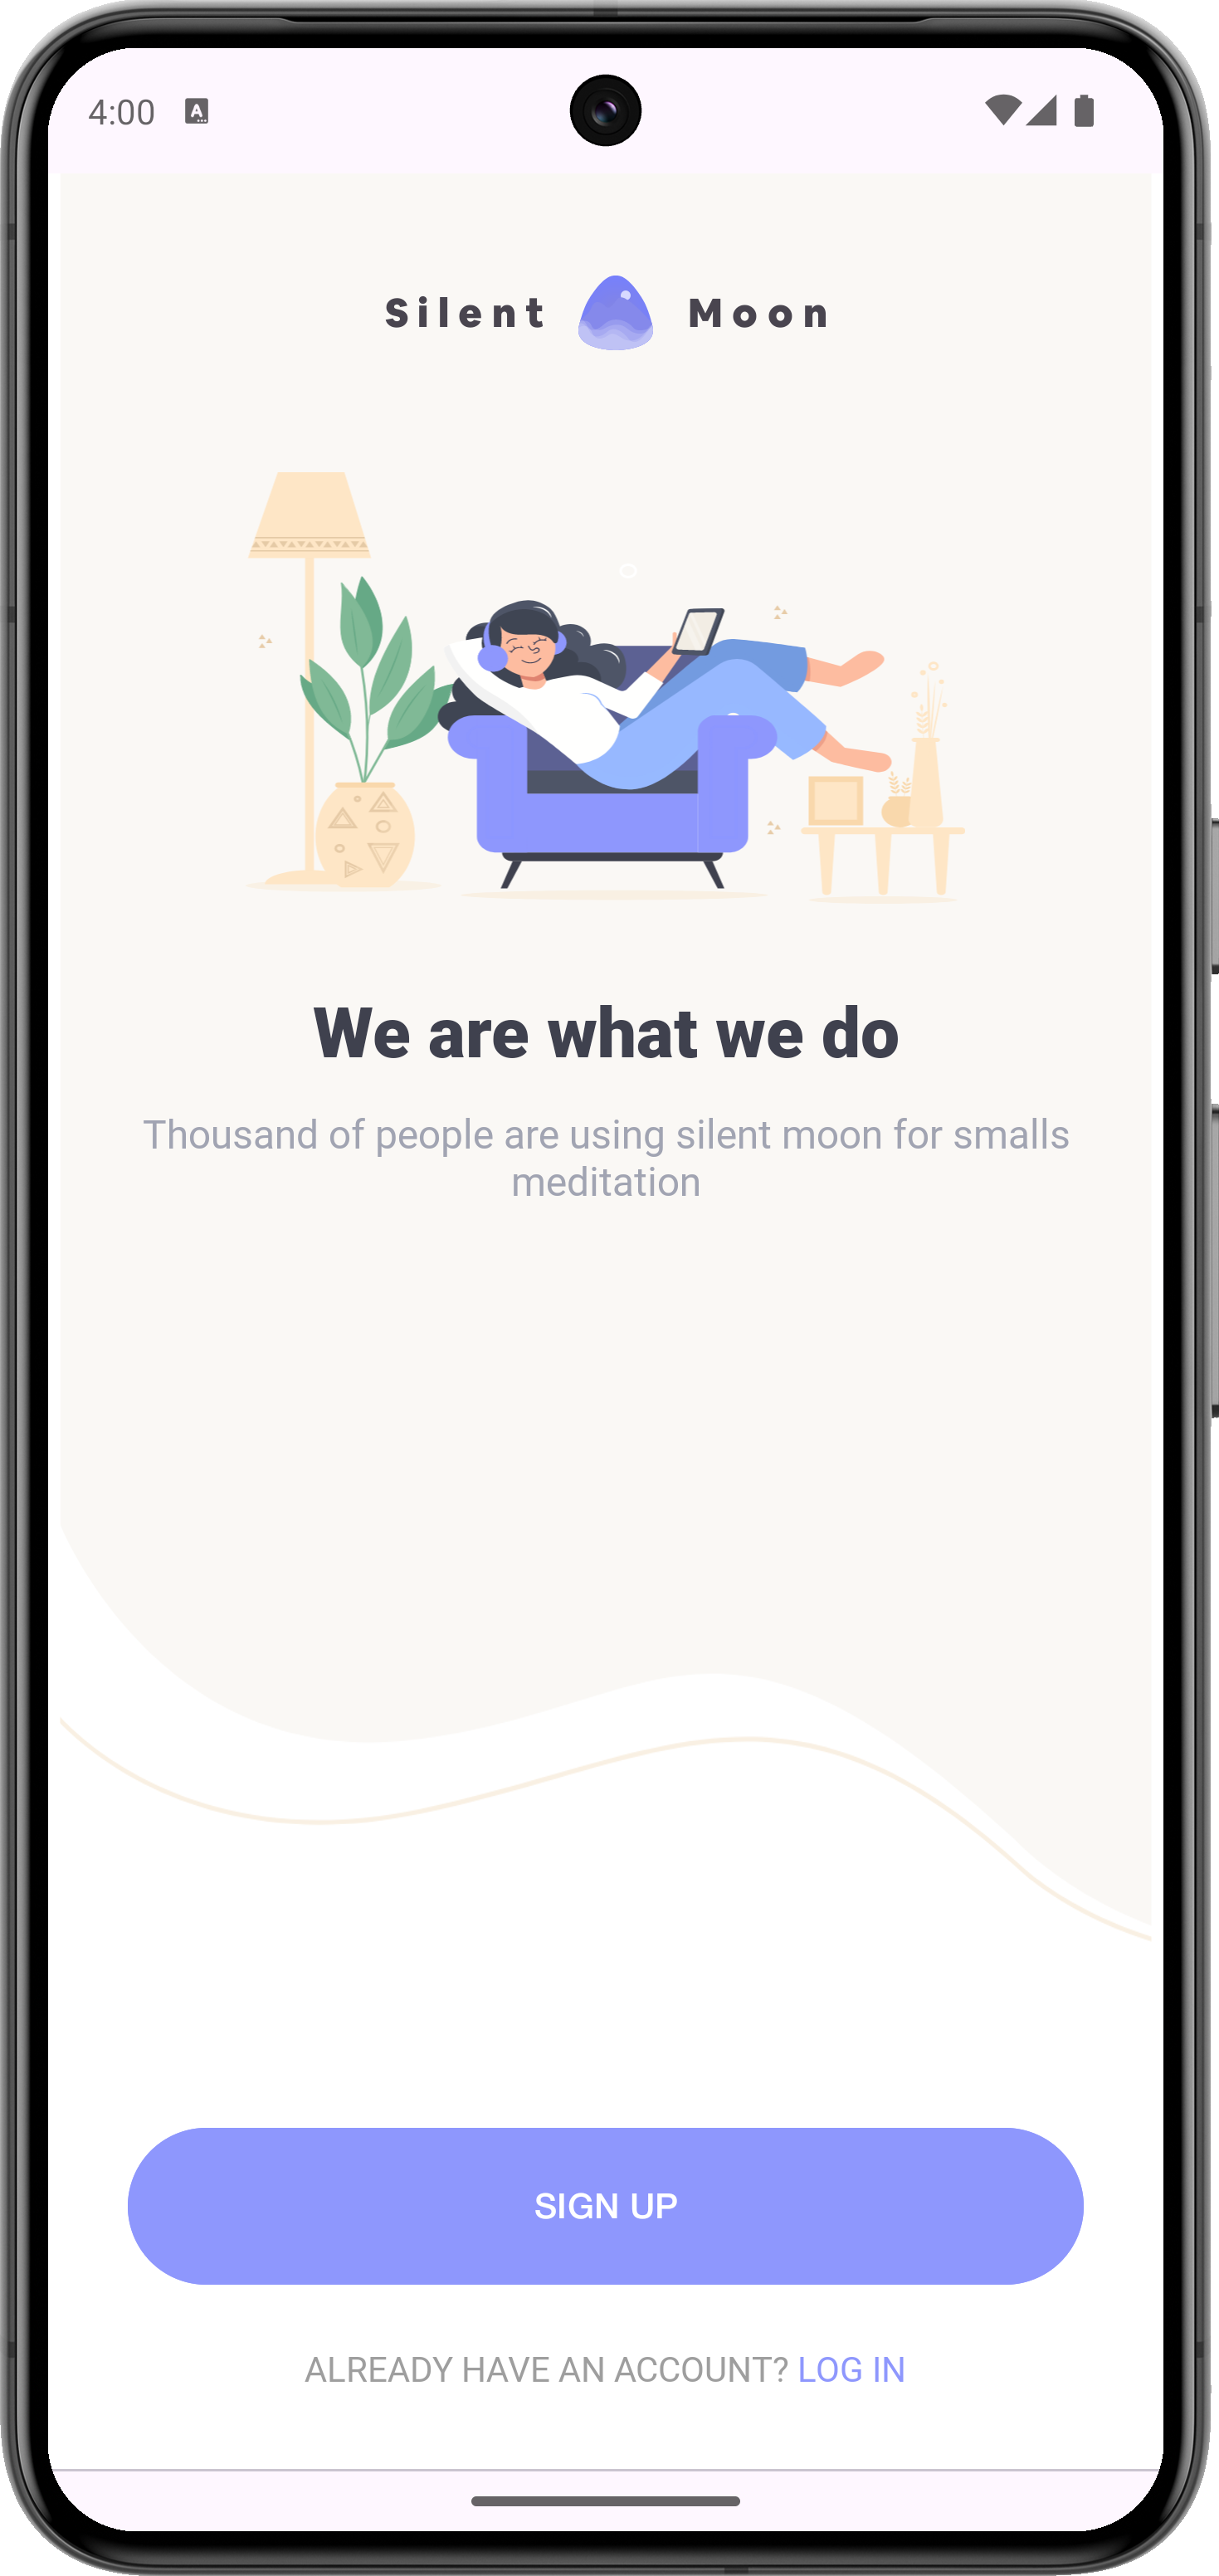 4:00
Silent Moon
We are what we do
Thousand of people are using silent moon for smalls
meditation
SIGN UP
ALREADY HAVE AN ACCOUNT? LOG IN